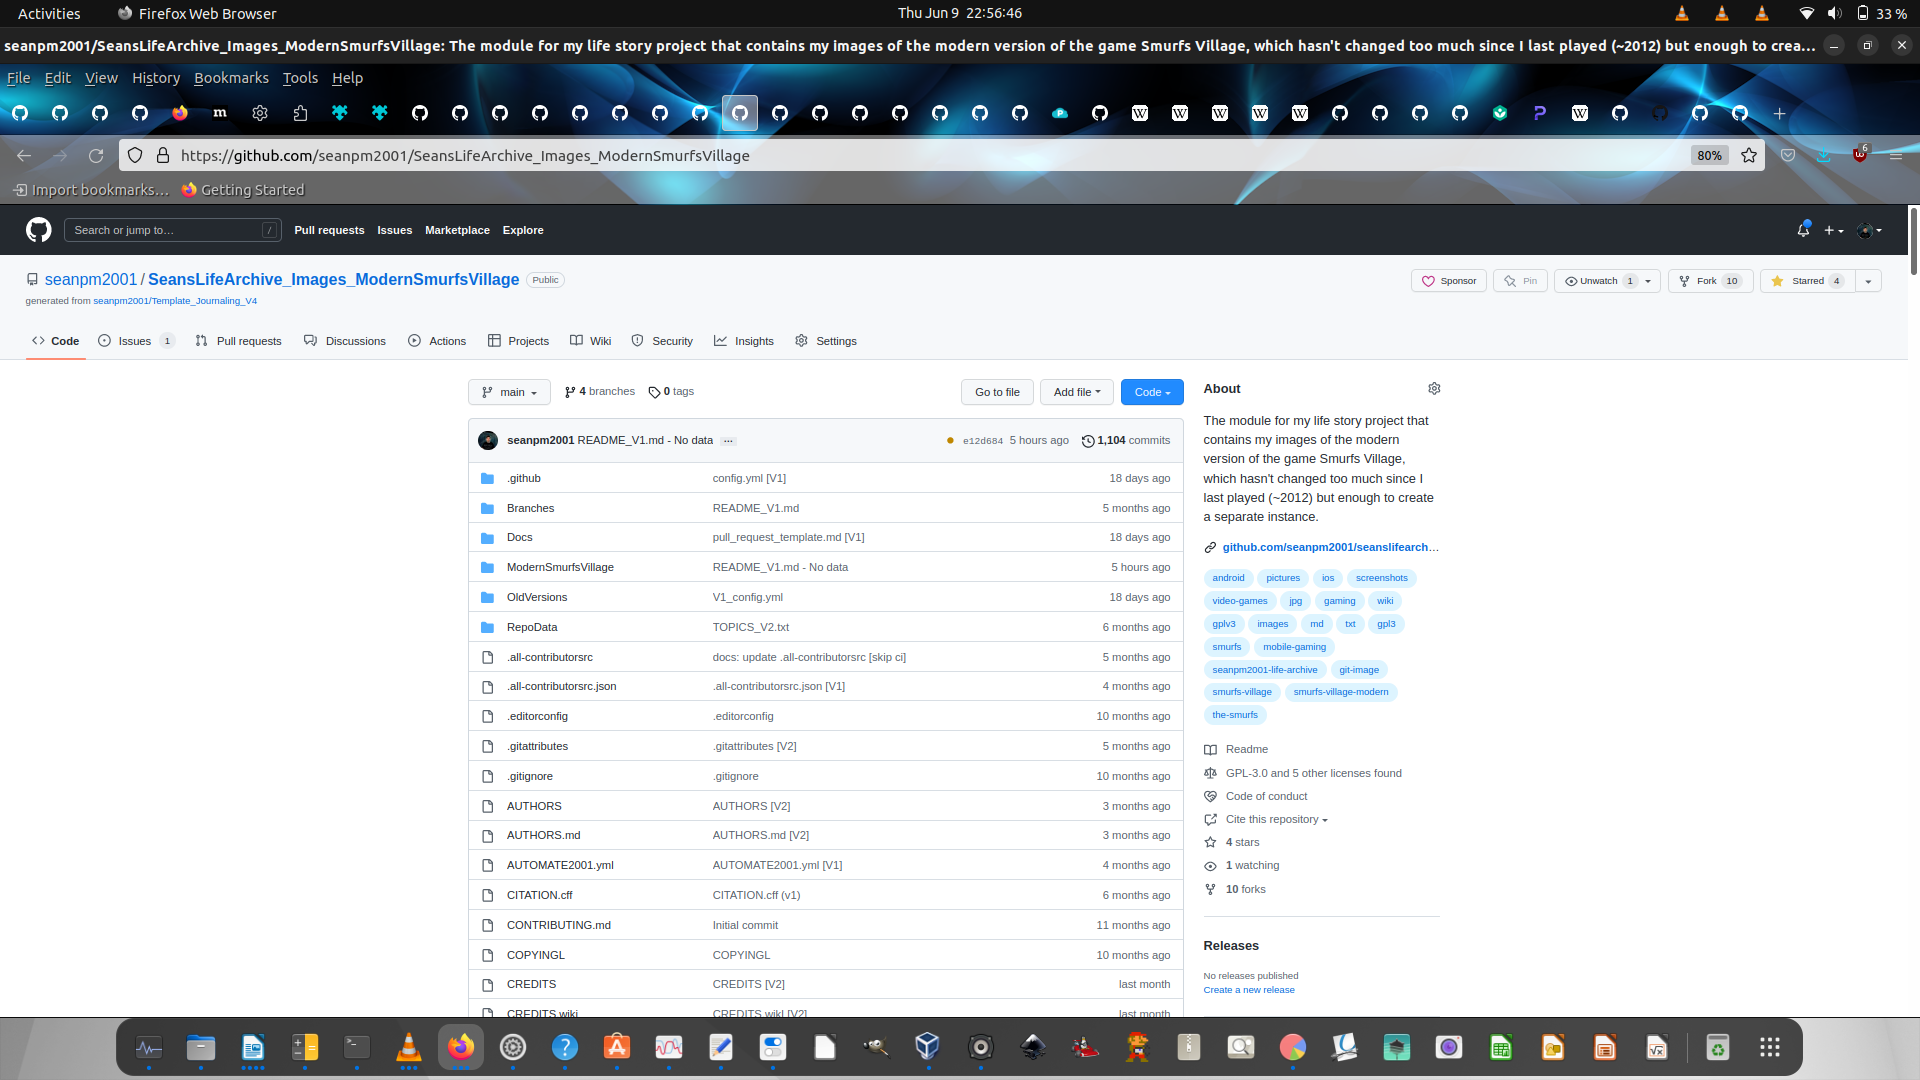 Activities
Firefox Web Browser
Thu Jun 9 22:56:46
33 %
seanpm2001/SeansLifeArchive_Images_ModernSmurfsVillage: The module for my life story project that contains my images of the modern version of the game Smurfs Village, which hasn't changed too much since I last played (~2012) but enough to crea…
File Edit View History Bookmarks Tools Help
https://github.com/seanpm2001/SeansLifeArchive_Images_ModernSmurfsVillage
80%
6
Import bookmarks… Getting Started
Search or jump to… /
Pull requests Issues Marketplace Explore
seanpm2001 / SeansLifeArchive_Images_ModernSmurfsVillage Public
generated from seanpm2001/Template_Journaling_V4
Sponsor Pin Unwatch 1 Fork 10 Starred 4
Code Issues 1 Pull requests Discussions Actions Projects Wiki Security Insights Settings
main 4 branches 0 tags Go to file Add file Code
seanpm2001 README_V1.md - No data ... e12d684 5 hours ago 1,104 commits
.github config.yml [V1] 18 days ago
Branches README_V1.md 5 months ago
Docs pull_request_template.md [V1] 18 days ago
ModernSmurfsVillage README_V1.md - No data 5 hours ago
OldVersions V1_config.yml 18 days ago
RepoData TOPICS_V2.txt 6 months ago
.all-contributorsrc docs: update .all-contributorsrc [skip ci] 5 months ago
.all-contributorsrc.json .all-contributorsrc.json [V1] 4 months ago
.editorconfig .editorconfig 10 months ago
.gitattributes .gitattributes [V2] 5 months ago
.gitignore .gitignore 10 months ago
AUTHORS AUTHORS [V2] 3 months ago
AUTHORS.md AUTHORS.md [V2] 3 months ago
AUTOMATE2001.yml AUTOMATE2001.yml [V1] 4 months ago
CITATION.cff CITATION.cff (v1) 6 months ago
CONTRIBUTING.md Initial commit 11 months ago
COPYINGL COPYINGL 10 months ago
CREDITS CREDITS [V2] last month
CREDITS.wiki CREDITS.wiki [V2] last month
About
The module for my life story project that
contains my images of the modern
version of the game Smurfs Village,
which hasn't changed too much since I
last played (~2012) but enough to create
a separate instance.
github.com/seanpm2001/seanslifearch…
android pictures ios screenshots
video-games jpg gaming wiki
gplv3 images md txt gpl3
smurfs mobile-gaming
seanpm2001-life-archive git-image
smurfs-village smurfs-village-modern
the-smurfs
Readme
GPL-3.0 and 5 other licenses found
Code of conduct
Cite this repository
4 stars
1 watching
10 forks
Releases
No releases published
Create a new release